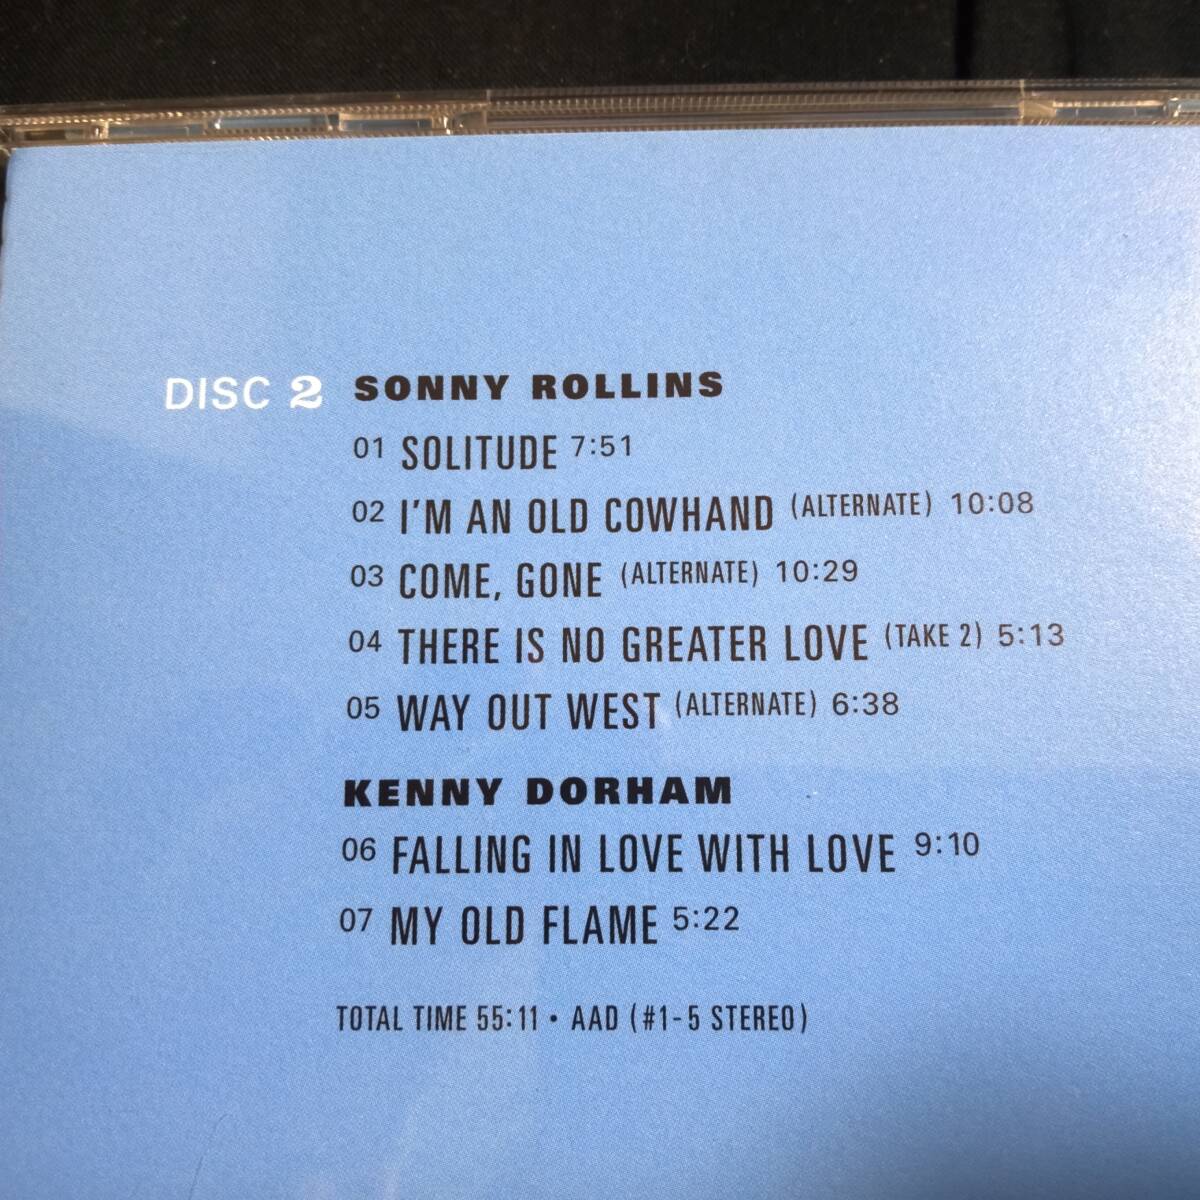 DISC 2 SONNY ROLLINS
01 SOLITUDE 7:51
02 I'M AN OLD COWHAND (ALTERNATE) 10:08
03 COME, GONE (ALTERNATE) 10:29
04 THERE IS NO GREATER LOVE (TAKE 2) 5:13
05 WAY OUT WEST (ALTERNATE) 6:38
KENNY DORHAM
06 FALLING IN LOVE WITH LOVE 9:10
07 MY OLD FLAME 5:22
TOTAL TIME 55:11 • AAD (#1-5 STEREO)